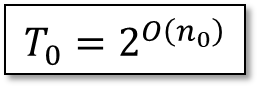 T₀ = 2^{O(n₀)}